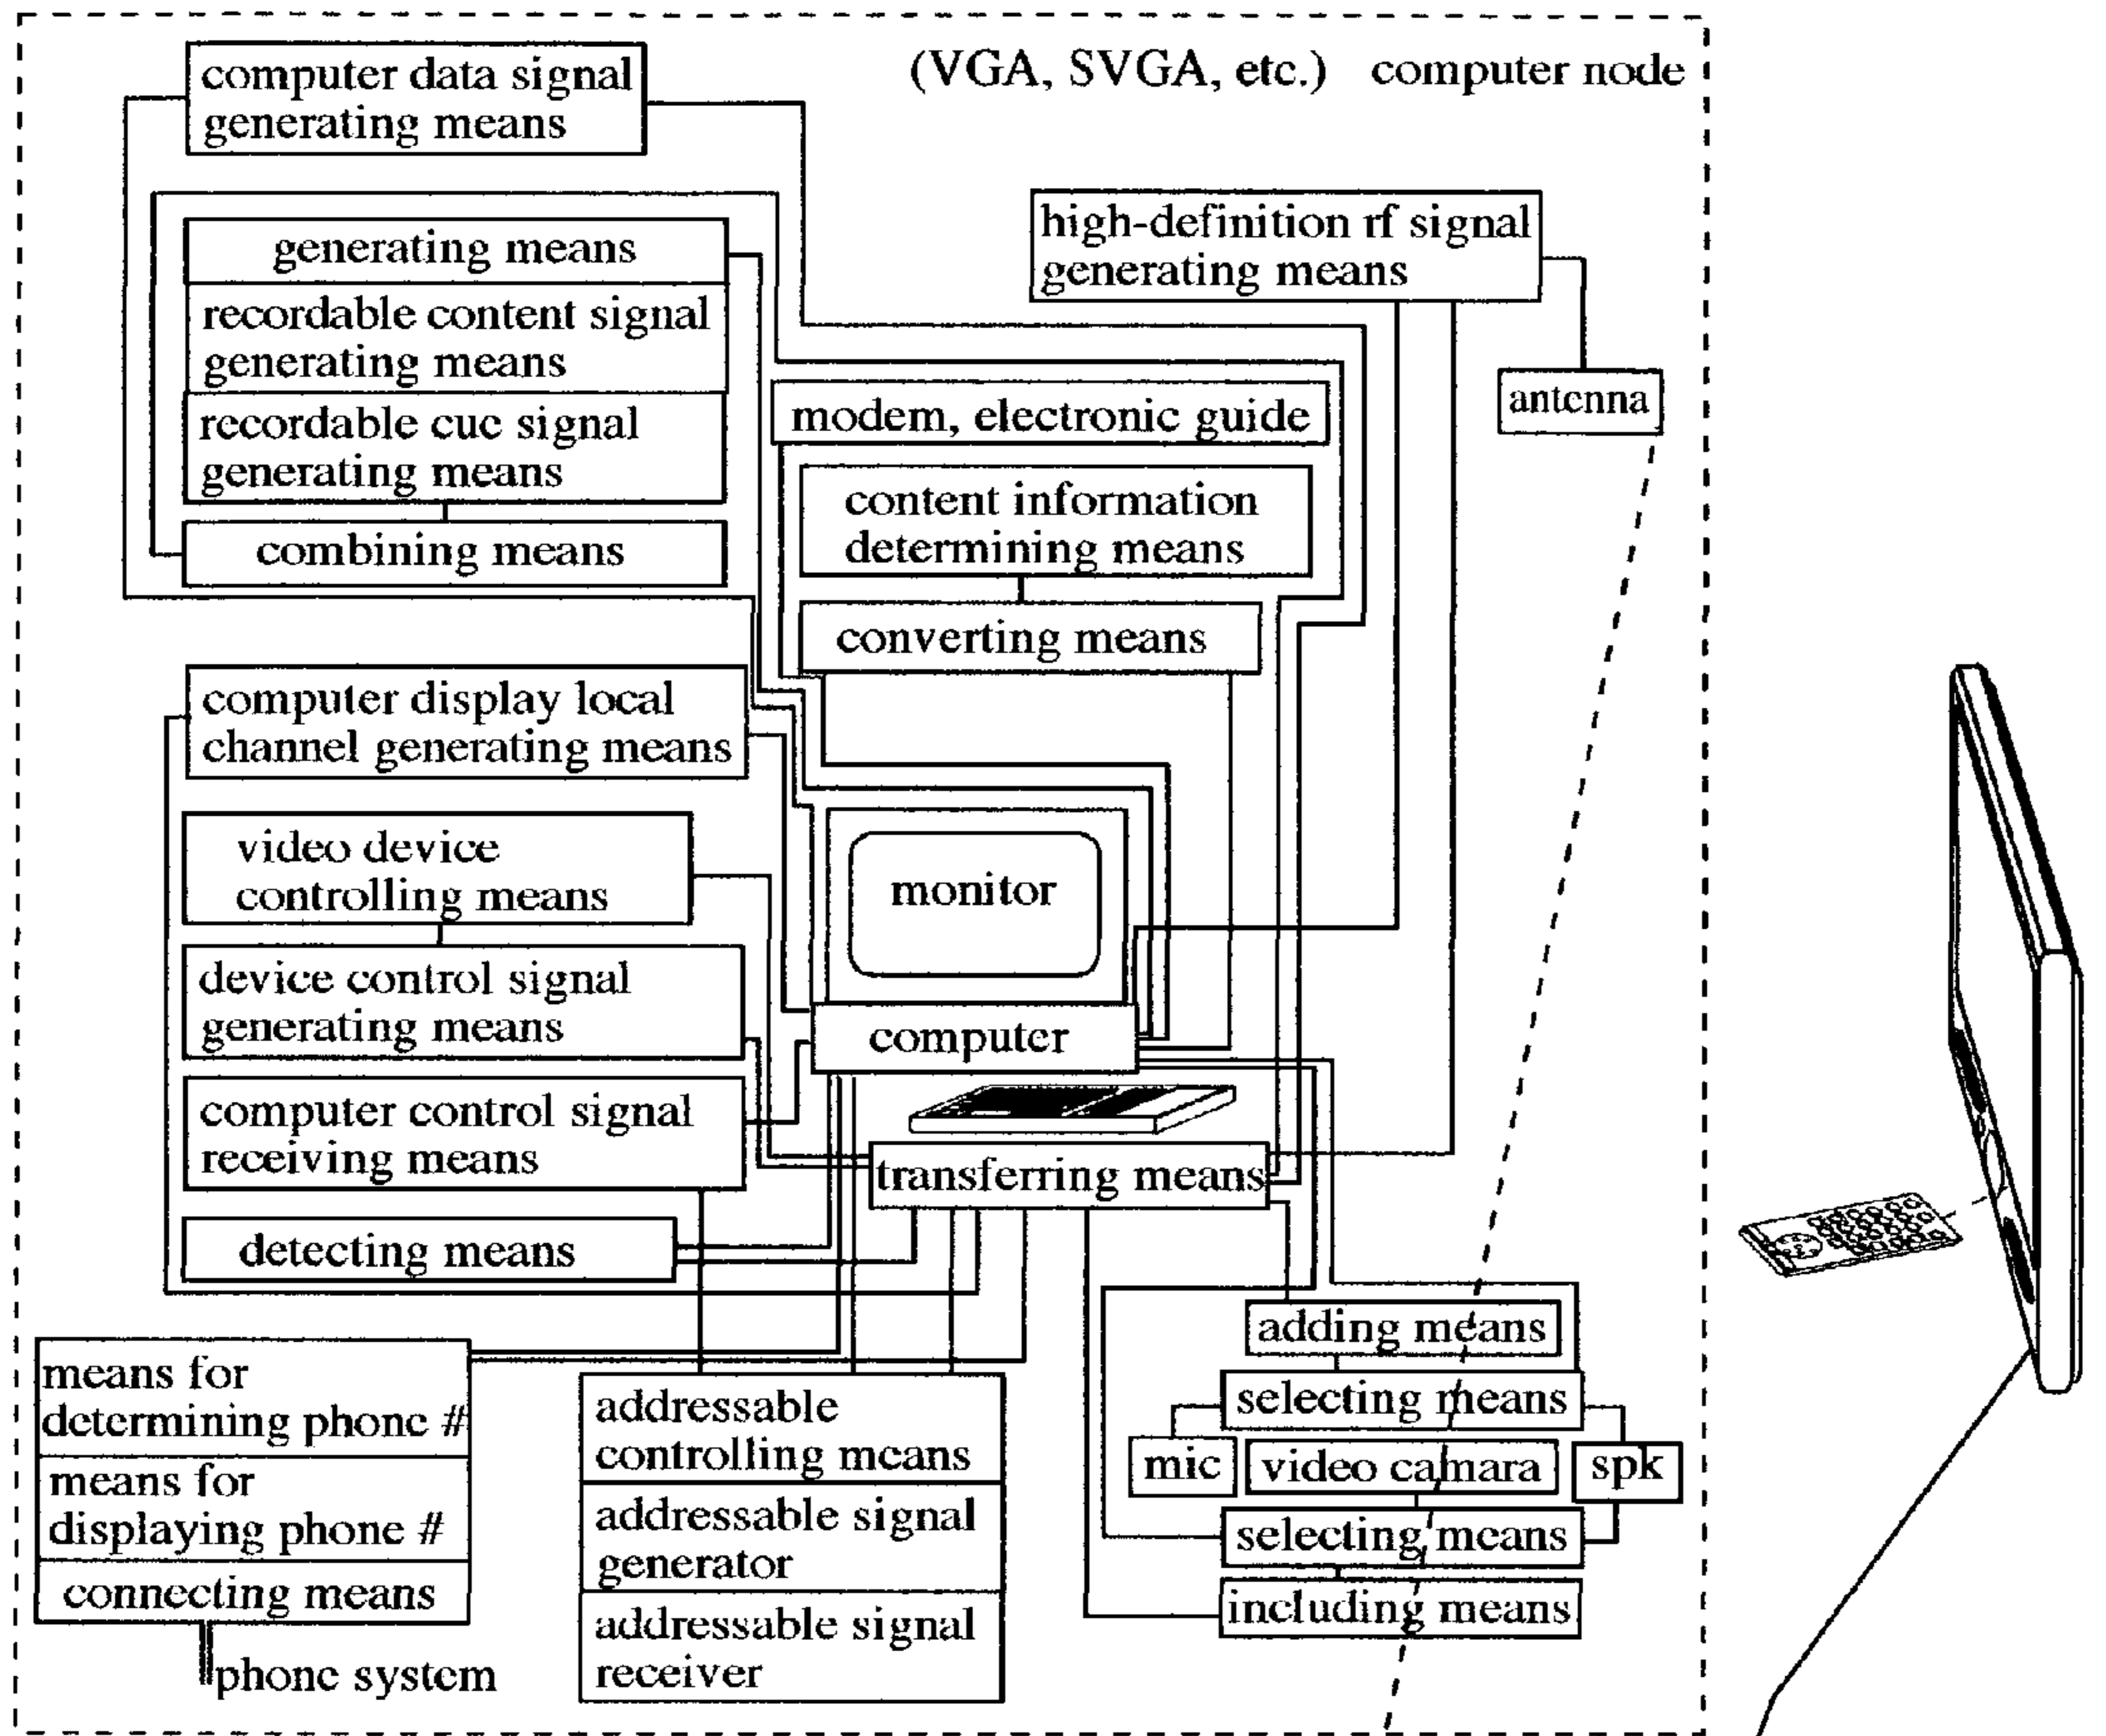 (VGA, SVGA, etc.) computer node
computer data signal
generating means
high-definition rf signal
generating means
antenna
generating means
recordable content signal
generating means
recordable cue signal
generating means
combining means
modem, electronic guide
content information
determining means
converting means
computer display local
channel generating means
video device
controlling means
device control signal
generating means
computer control signal
receiving means
detecting means
monitor
computer
transferring means
means for
determining phone #
means for
displaying phone #
connecting means
phone system
addressable
controlling means
addressable signal
generator
addressable signal
receiver
adding means
selecting means
mic
video camara
spk
selecting means
including means